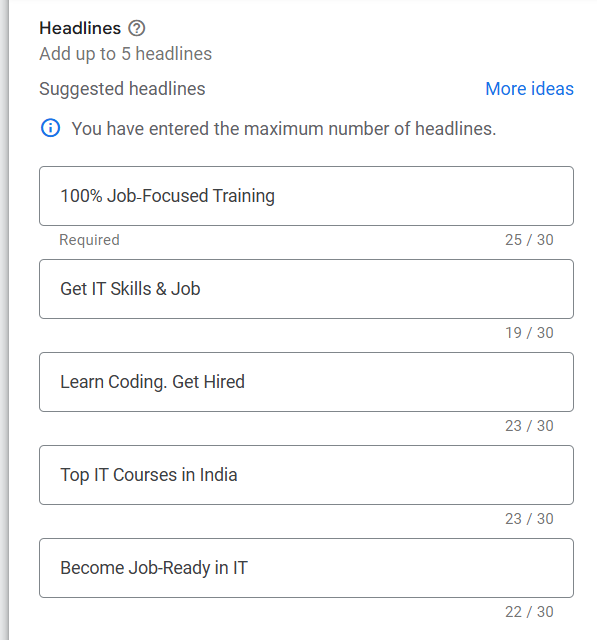 Headlines
Add up to 5 headlines
Suggested headlines More ideas
You have entered the maximum number of headlines.
100% Job-Focused Training
Required 25 / 30
Get IT Skills & Job
19 / 30
Learn Coding. Get Hired
23 / 30
Top IT Courses in India
23 / 30
Become Job-Ready in IT
22 / 30